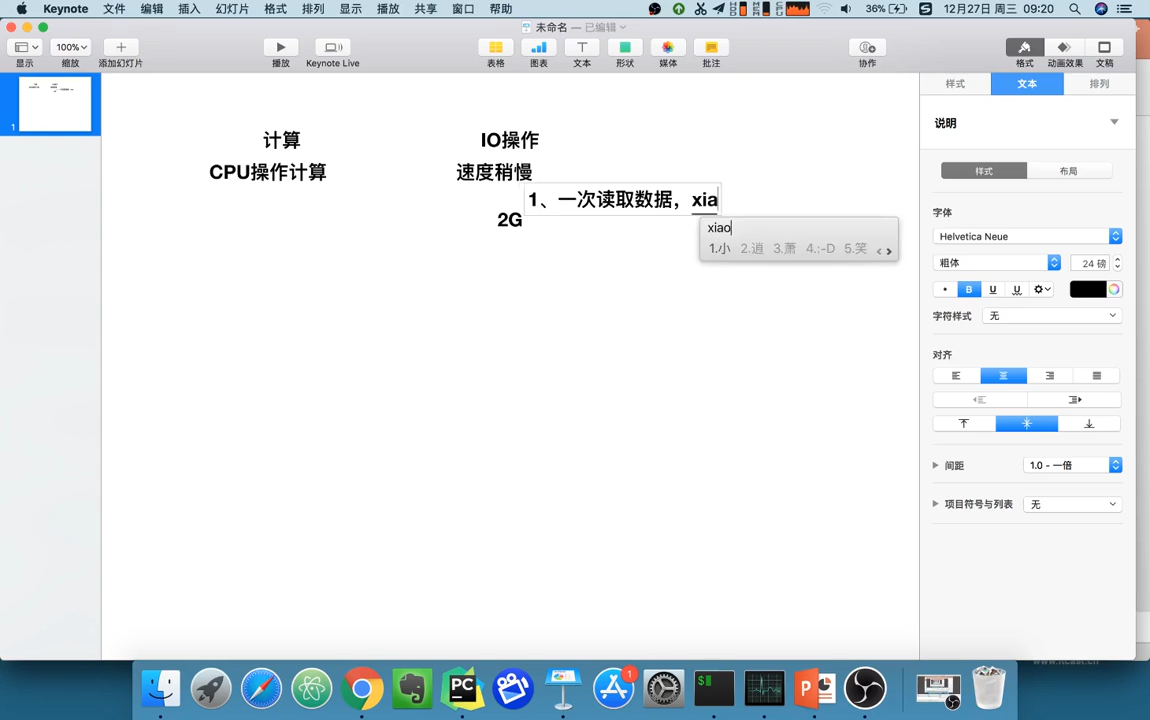 Keynote 文件 编辑 插入 幻灯片 格式 排列 显示 播放 共享 窗口 帮助 36% 12月27日 周三 09:20
未命名 — 已编辑
100%
显示 缩放 添加幻灯片 播放 Keynote Live 表格 图表 文本 形状 媒体 批注 协作 格式 动画效果 文稿
样式 文本 排列
1
说明
计算 IO操作
CPU操作计算 速度稍慢
1、一次读取数据，xia
2G
xiao
1.小 2.逍 3.萧 4.:-D 5.笑
样式 布局
字体
Helvetica Neue
粗体 24 磅
B U U
字符样式 无
对齐
间距 1.0 - 一倍
项目符号与列表 无
www.itcast.cn
1
PC
$
P